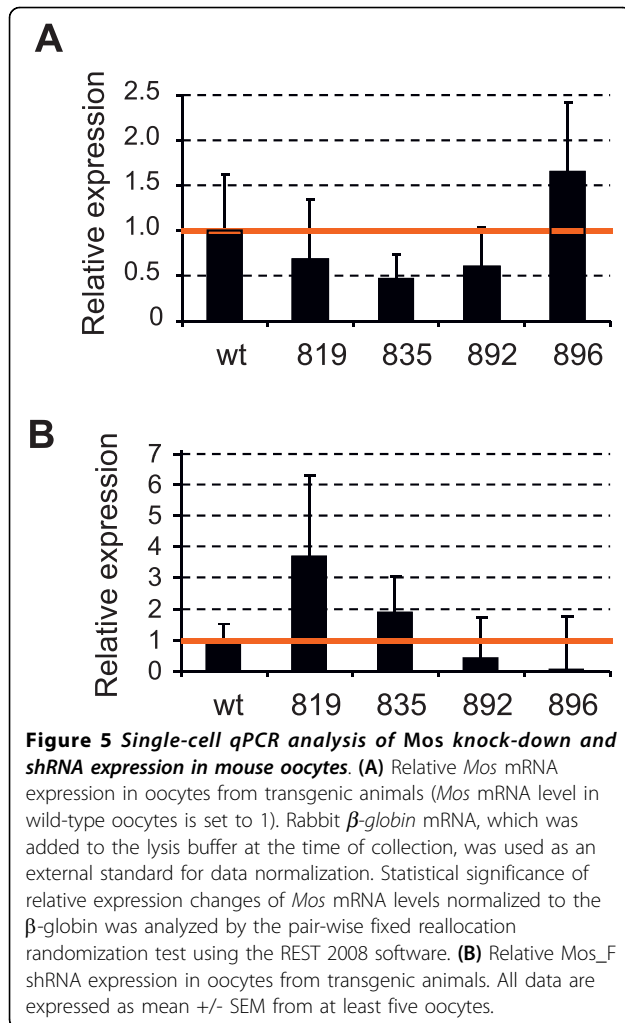 A
Relative expression
2.5
2.0
1.5
1.0
0.5
0
wt 819 835 892 896
B
Relative expression
7
6
5
4
3
2
1
0
wt 819 835 892 896
Figure 5 Single-cell qPCR analysis of Mos knock-down and
shRNA expression in mouse oocytes. (A) Relative Mos mRNA
expression in oocytes from transgenic animals (Mos mRNA level in
wild-type oocytes is set to 1). Rabbit β-globin mRNA, which was
added to the lysis buffer at the time of collection, was used as an
external standard for data normalization. Statistical significance of
relative expression changes of Mos mRNA levels normalized to the
β-globin was analyzed by the pair-wise fixed reallocation
randomization test using the REST 2008 software. (B) Relative Mos_F
shRNA expression in oocytes from transgenic animals. All data are
expressed as mean +/- SEM from at least five oocytes.